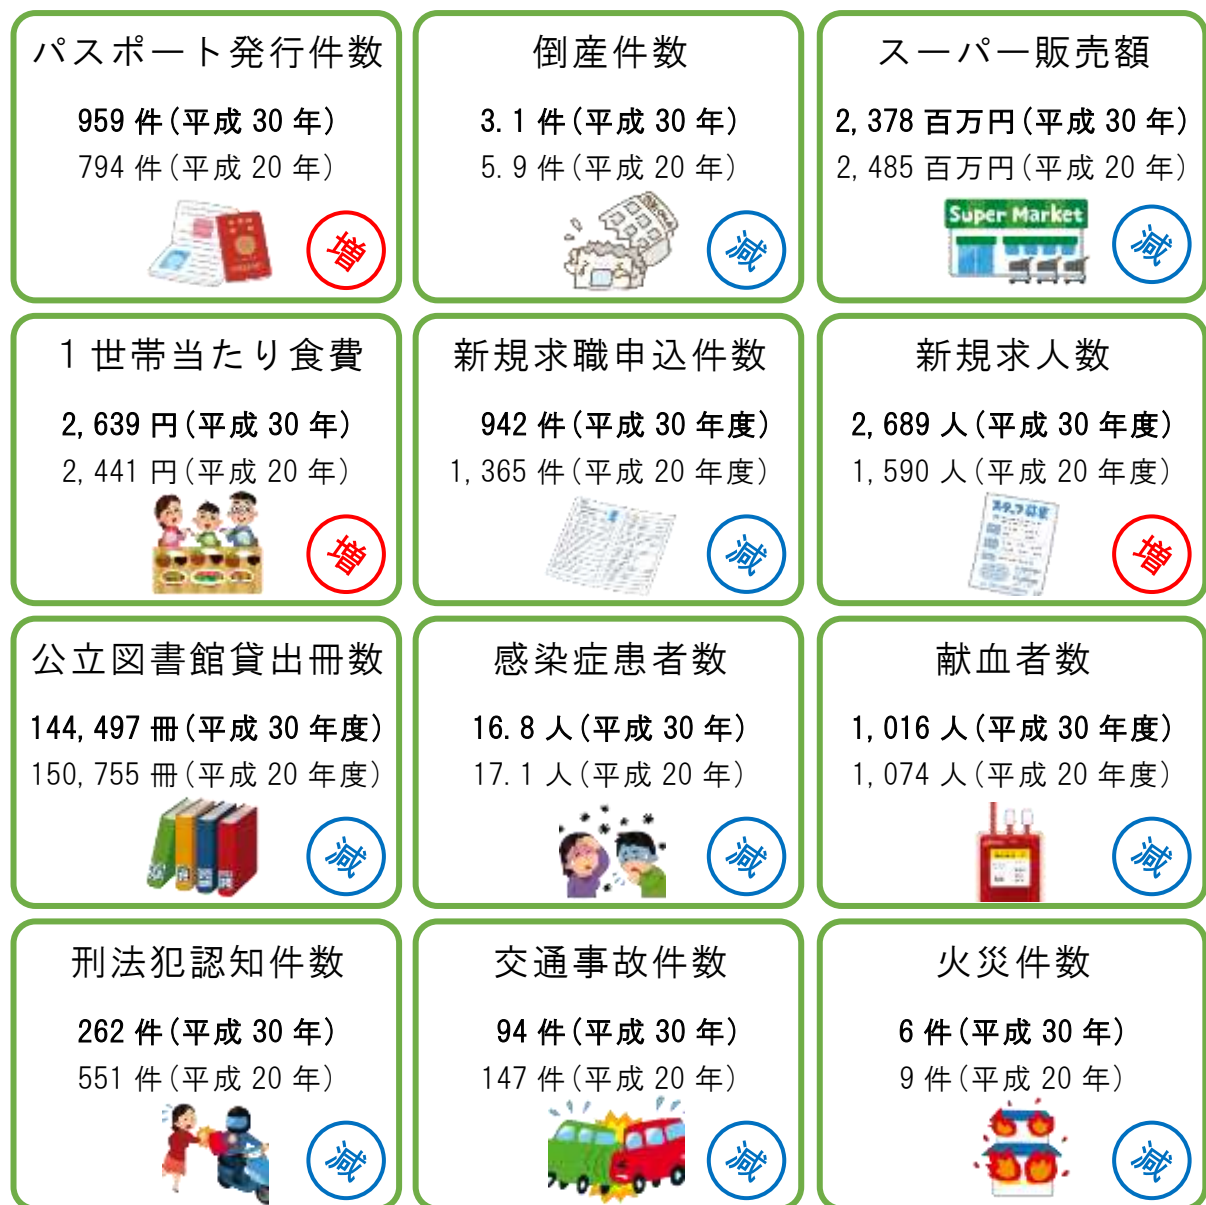 パスポート発行件数
959 件(平成 30 年)
794 件(平成 20 年)
増
倒産件数
3.1 件(平成 30 年)
5.9 件(平成 20 年)
減
スーパー販売額
2,378 百万円(平成 30 年)
2,485 百万円(平成 20 年)
Super Market
減
1 世帯当たり食費
2,639 円(平成 30 年)
2,441 円(平成 20 年)
増
新規求職申込件数
942 件(平成 30 年度)
1,365 件(平成 20 年度)
減
新規求人数
2,689 人(平成 30 年度)
1,590 人(平成 20 年度)
スタッフ募集
増
公立図書館貸出冊数
144,497 冊(平成 30 年度)
150,755 冊(平成 20 年度)
減
感染症患者数
16.8 人(平成 30 年)
17.1 人(平成 20 年)
減
献血者数
1,016 人(平成 30 年度)
1,074 人(平成 20 年度)
減
刑法犯認知件数
262 件(平成 30 年)
551 件(平成 20 年)
減
交通事故件数
94 件(平成 30 年)
147 件(平成 20 年)
減
火災件数
6 件(平成 30 年)
9 件(平成 20 年)
減